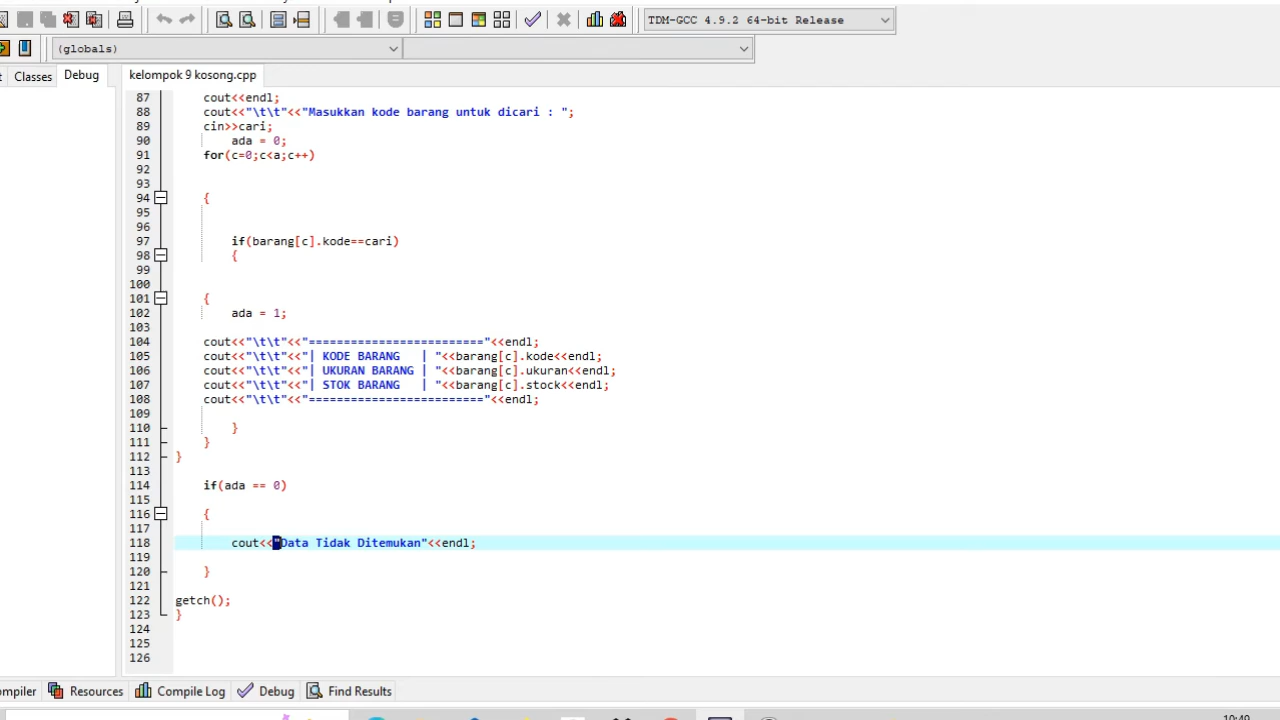 TDM-GCC 4.9.2 64-bit Release
(globals)
Classes Debug kelompok 9 kosong.cpp
87 cout<<endl;
88 cout<<"\t\t"<<"Masukkan kode barang untuk dicari : ";
89 cin>>cari;
90 ada = 0;
91 for(c=0;c<a;c++)
92
93
94 {
95
96
97 if(barang[c].kode==cari)
98 {
99
100
101 {
102 ada = 1;
103
104 cout<<"\t\t"<<"========================="<<endl;
105 cout<<"\t\t"<<"| KODE BARANG   | "<<barang[c].kode<<endl;
106 cout<<"\t\t"<<"| UKURAN BARANG | "<<barang[c].ukuran<<endl;
107 cout<<"\t\t"<<"| STOK BARANG   | "<<barang[c].stock<<endl;
108 cout<<"\t\t"<<"========================="<<endl;
109
110 }
111 }
112 }
113
114 if(ada == 0)
115
116 {
117
118 cout<<"Data Tidak Ditemukan"<<endl;
119
120 }
121
122 getch();
123 }
124
125
126
ompiler Resources Compile Log Debug Find Results